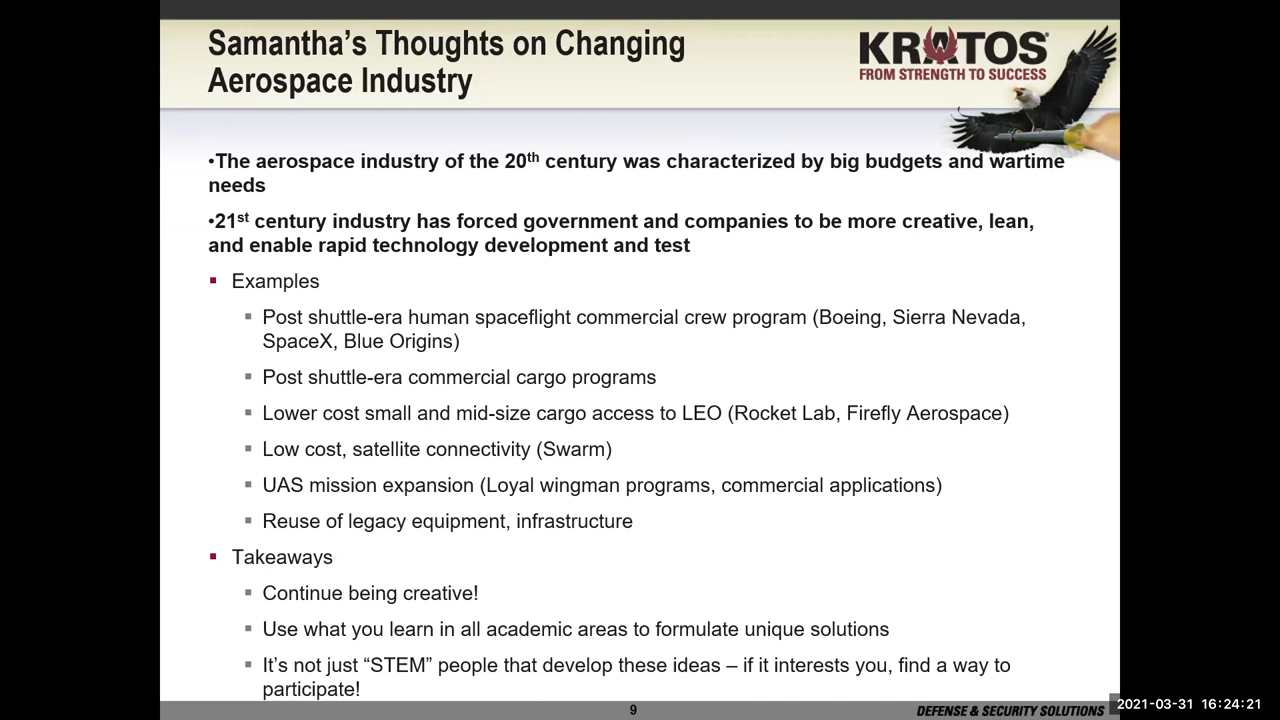 Samantha’s Thoughts on Changing
Aerospace Industry
KRATOS
FROM STRENGTH TO SUCCESS
•The aerospace industry of the 20th century was characterized by big budgets and wartime
needs
•21st century industry has forced government and companies to be more creative, lean,
and enable rapid technology development and test
▪ Examples
▪ Post shuttle-era human spaceflight commercial crew program (Boeing, Sierra Nevada,
SpaceX, Blue Origins)
▪ Post shuttle-era commercial cargo programs
▪ Lower cost small and mid-size cargo access to LEO (Rocket Lab, Firefly Aerospace)
▪ Low cost, satellite connectivity (Swarm)
▪ UAS mission expansion (Loyal wingman programs, commercial applications)
▪ Reuse of legacy equipment, infrastructure
▪ Takeaways
▪ Continue being creative!
▪ Use what you learn in all academic areas to formulate unique solutions
▪ It’s not just “STEM” people that develop these ideas – if it interests you, find a way to
participate!
9
DEFENSE & SECURITY SOLUTIONS
2021-03-31 16:24:21